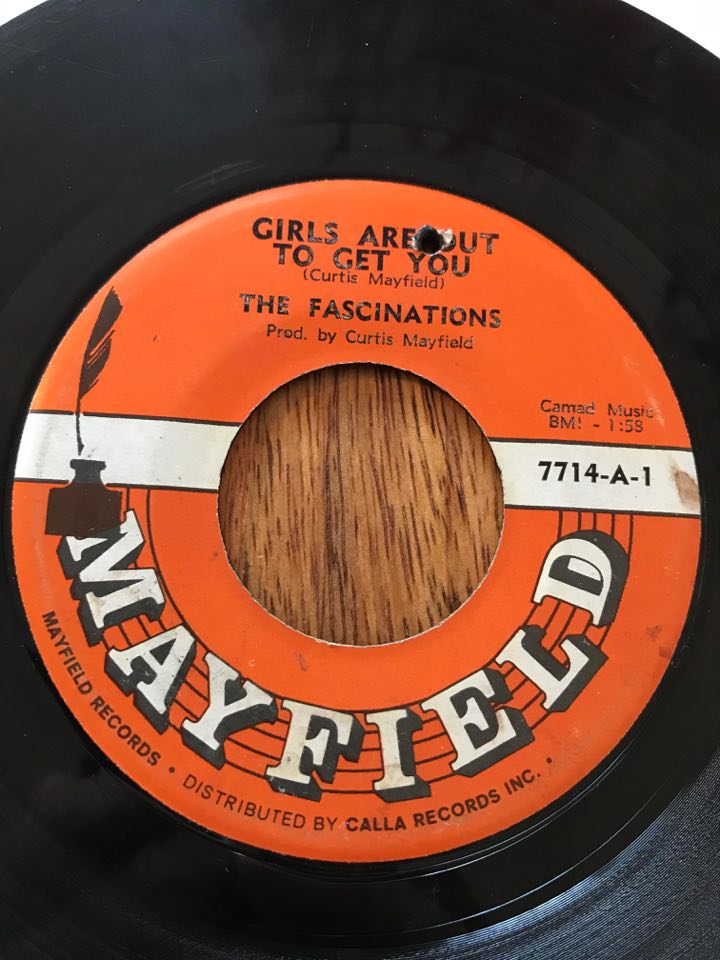 GIRLS ARE OUT
TO GET YOU
(Curtis Mayfield)
THE FASCINATIONS
Prod. by Curtis Mayfield
Camad Music
BMI - 1:58
7714-A-1
MAYFIELD
MAYFIELD RECORDS • DISTRIBUTED BY CALLA RECORDS INC. •